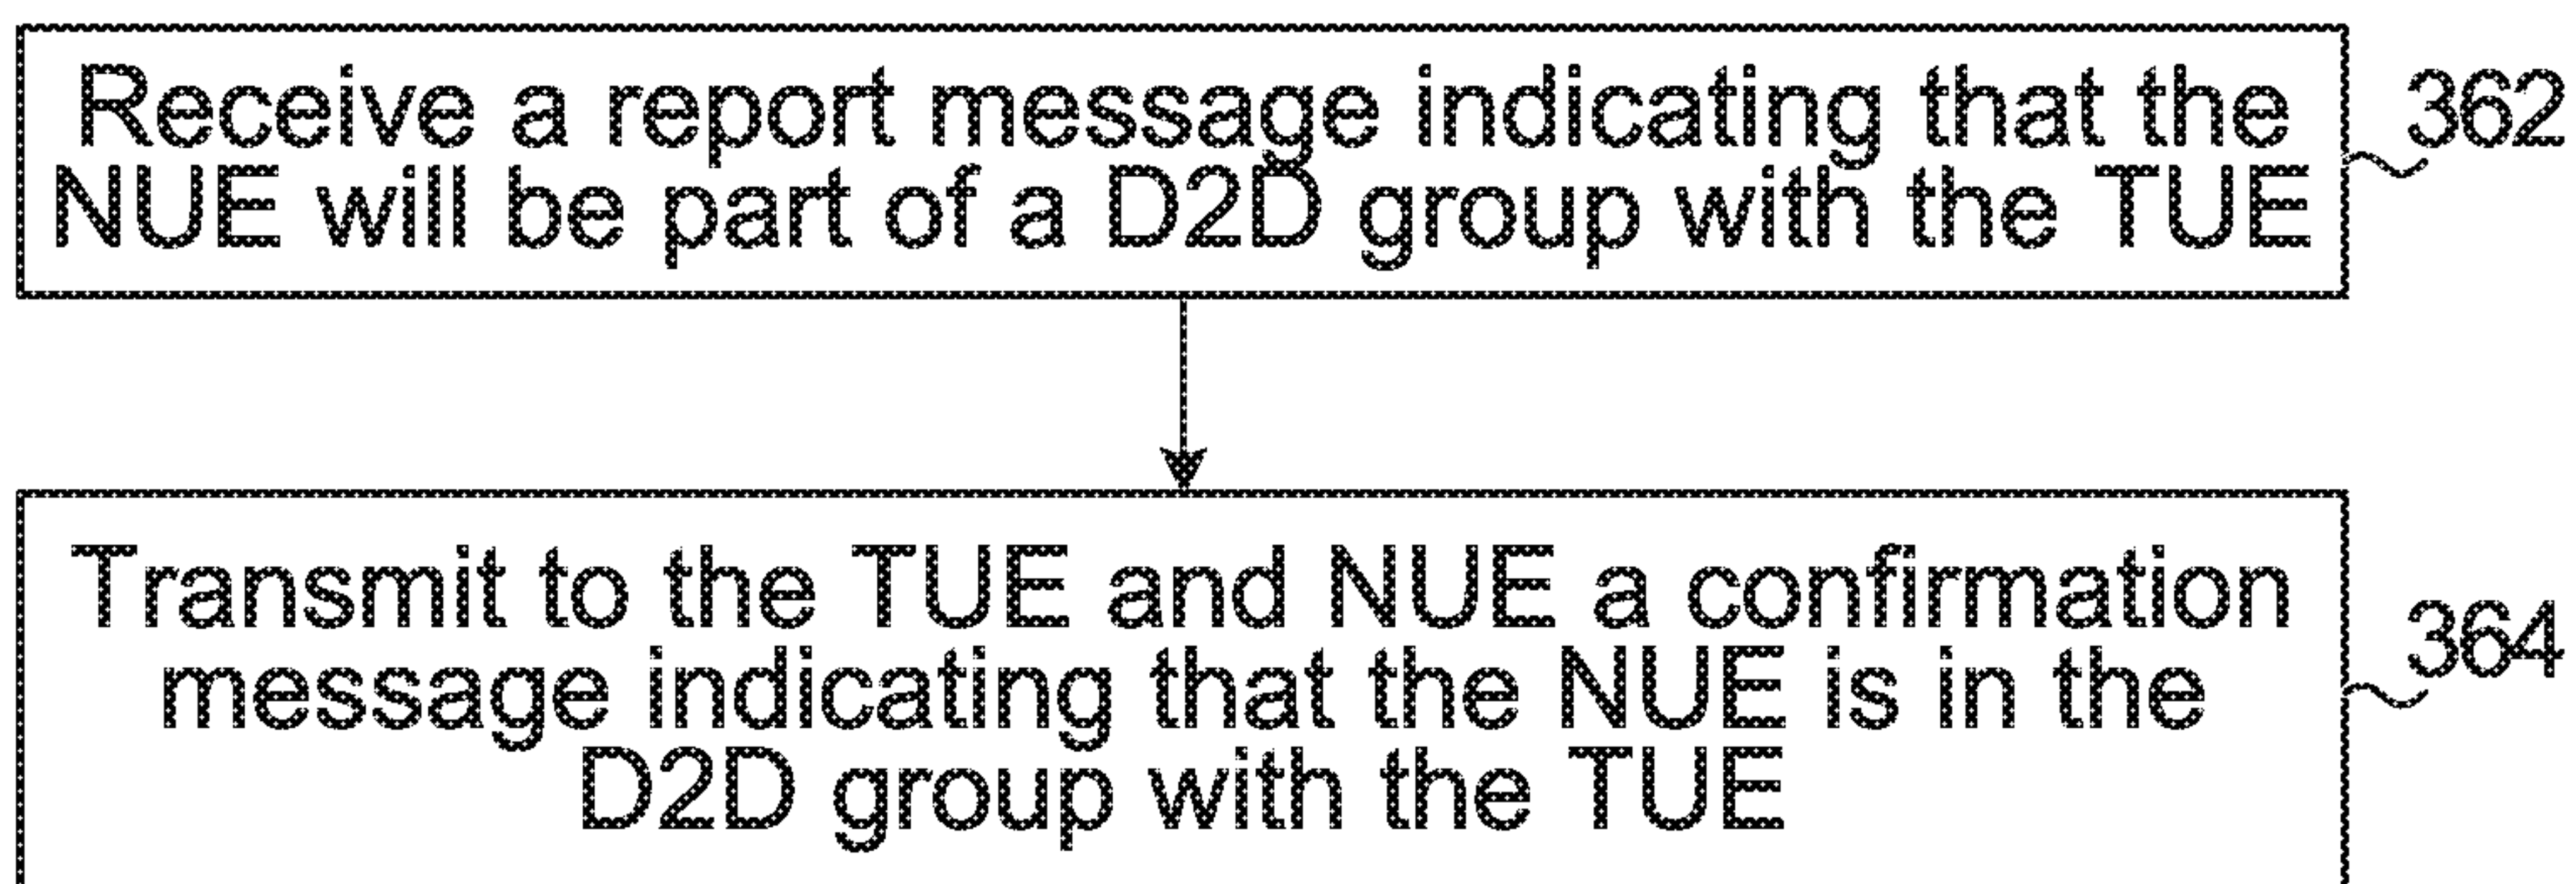 Receive a report message indicating that the
NUE will be part of a D2D group with the TUE
362
Transmit to the TUE and NUE a confirmation
message indicating that the NUE is in the
D2D group with the TUE
364